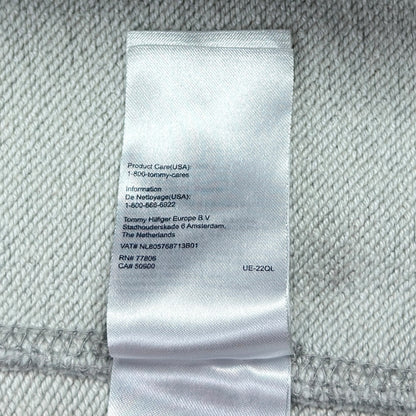 Product Care(USA):
1-800-tommy-cares
Information
De Nettoyage(USA):
1-800-866-6922
Tommy Hilfiger Europe B.V
Stadhouderskade 6 Amsterdam,
The Netherlands
VAT# NL805768713B01
RN# 77806
CA# 50900
UE-22QL